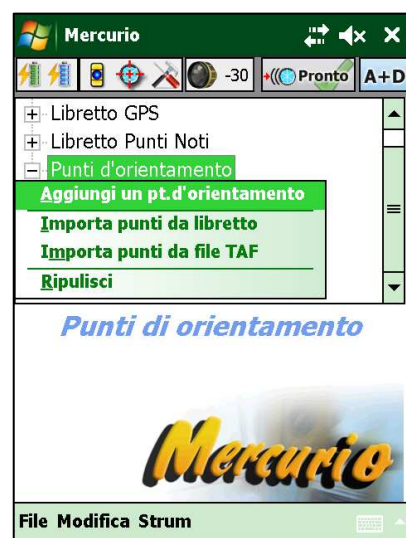 Mercurio
-30
Pronto
A+D
Libretto GPS
Libretto Punti Noti
Punti d'orientamento
Aggiungi un pt.d'orientamento
Importa punti da libretto
Importa punti da file TAF
Ripulisci
Punti di orientamento
Mercurio
File Modifica Strum